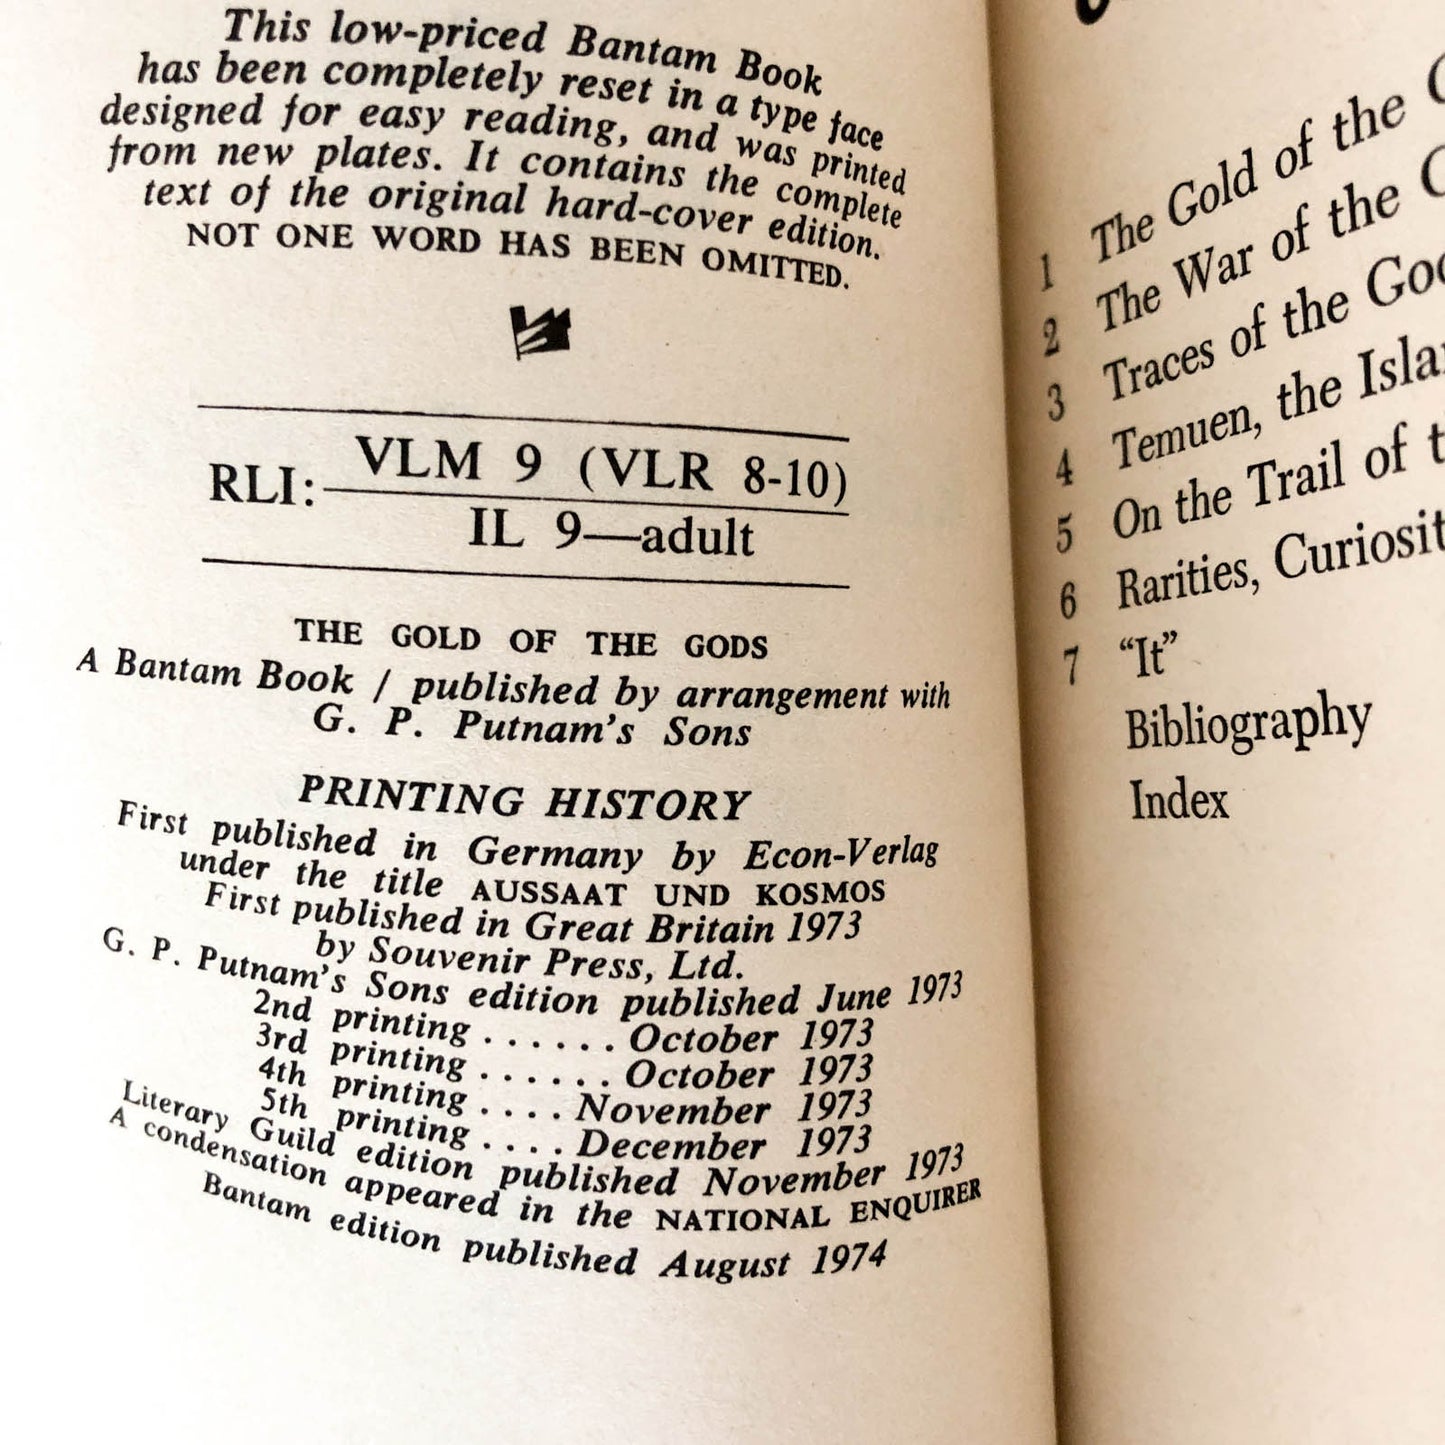 This low-priced Bantam Book
has been completely reset in a type face
designed for easy reading, and was printed
from new plates. It contains the complete
text of the original hard-cover edition.
NOT ONE WORD HAS BEEN OMITTED.
RLI: VLM 9 (VLR 8-10)
IL 9—adult
THE GOLD OF THE GODS
A Bantam Book / published by arrangement with
G. P. Putnam's Sons
PRINTING HISTORY
First published in Germany by Econ-Verlag
under the title AUSSAAT UND KOSMOS
First published in Great Britain 1973
by Souvenir Press, Ltd.
G. P. Putnam's Sons edition published June 1973
2nd printing ...... October 1973
3rd printing ...... October 1973
4th printing .... November 1973
5th printing .... December 1973
Literary Guild edition published November 1973
A condensation appeared in the NATIONAL ENQUIRER
Bantam edition published August 1974
1 The Gold of the
2 The War of the
3 Traces of the
4 Temuen, the
5 On the Trail of
6 Rarities,
7 "It"
Bibliography
Index